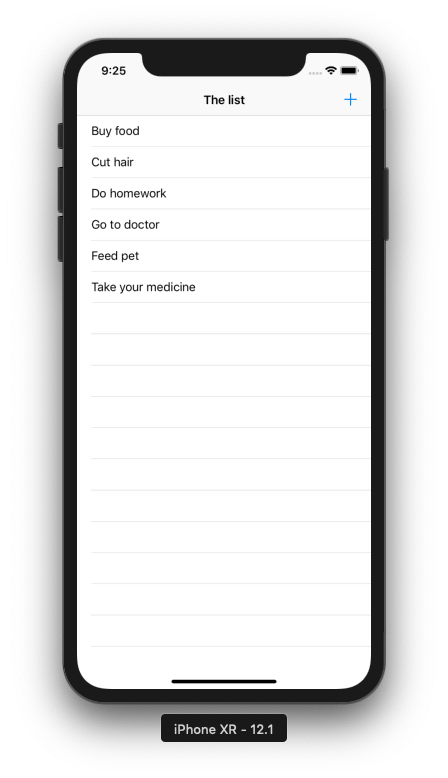 9:25
The list
Buy food
Cut hair
Do homework
Go to doctor
Feed pet
Take your medicine
iPhone XR - 12.1